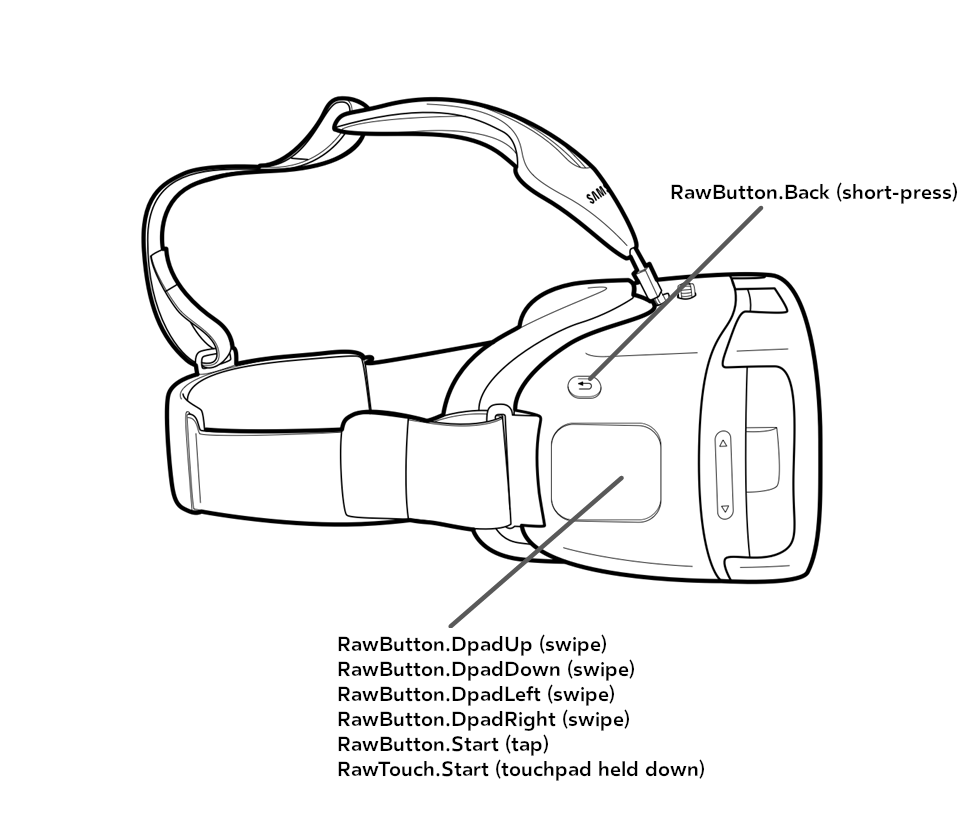 SAM
RawButton.Back (short-press)
RawButton.DpadUp (swipe)
RawButton.DpadDown (swipe)
RawButton.DpadLeft (swipe)
RawButton.DpadRight (swipe)
RawButton.Start (tap)
RawTouch.Start (touchpad held down)